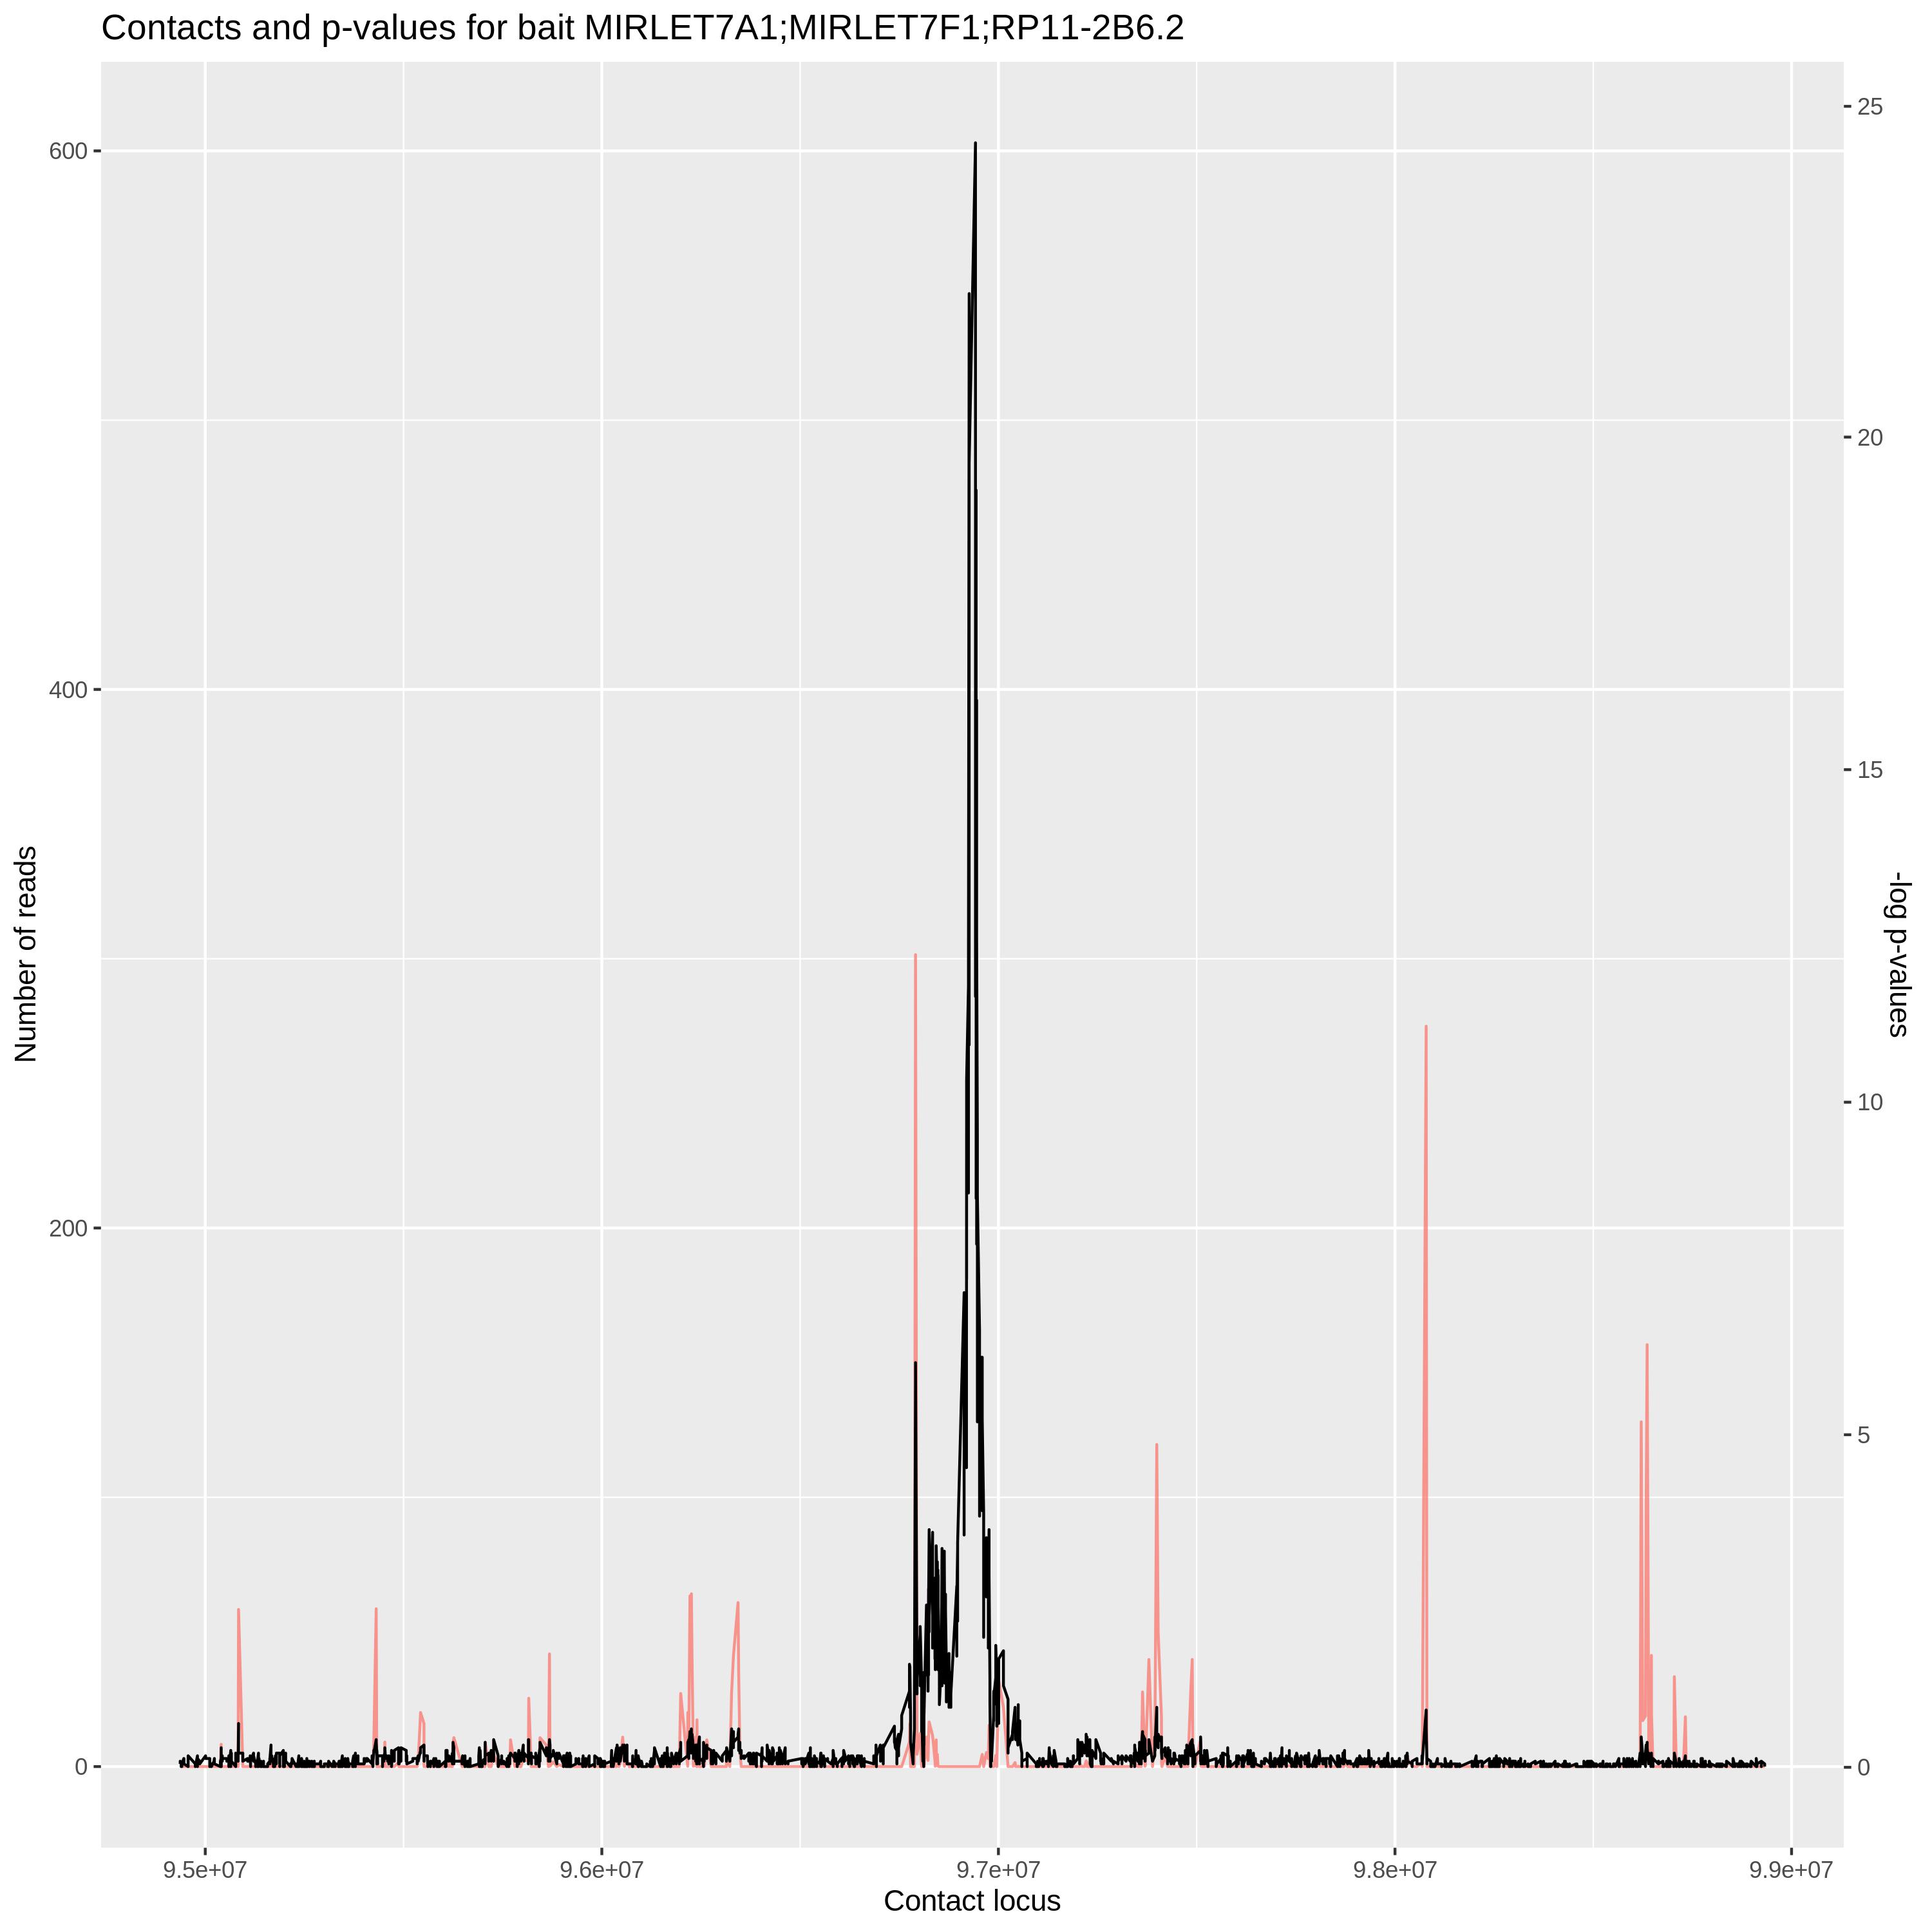 Contacts and p-values for bait MIRLET7A1;MIRLET7F1;RP11-2B6.2
Number of reads
600
400
200
0
25
20
15
10
5
0
-log p-values
9.5e+07
9.6e+07
9.7e+07
9.8e+07
9.9e+07
Contact locus